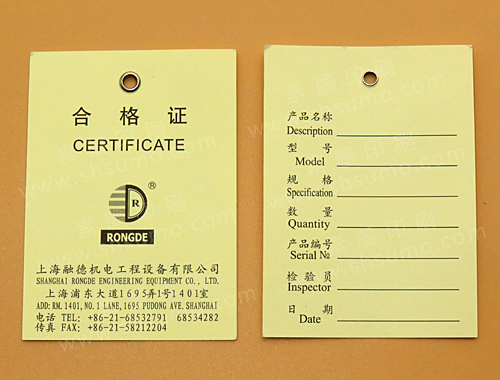 合格证
CERTIFICATE
R
®
RONGDE
上海融德机电工程设备有限公司
SHANGHAI RONGDE ENGINEERING EQUIPMENT CO., LTD.
上海浦东大道1695弄1号1401室
ADD: RM. 1401, NO. 1 LANE, 1695 PUDONG AVE. SHANGHAI
电话 TEL: +86-21-68532791 68534282
传真 FAX: +86-21-58212204
产品名称
Description
型号
Model
规格
Specification
数量
Quantity
产品编号
Serial №
检验员
Inspector
日期
Date